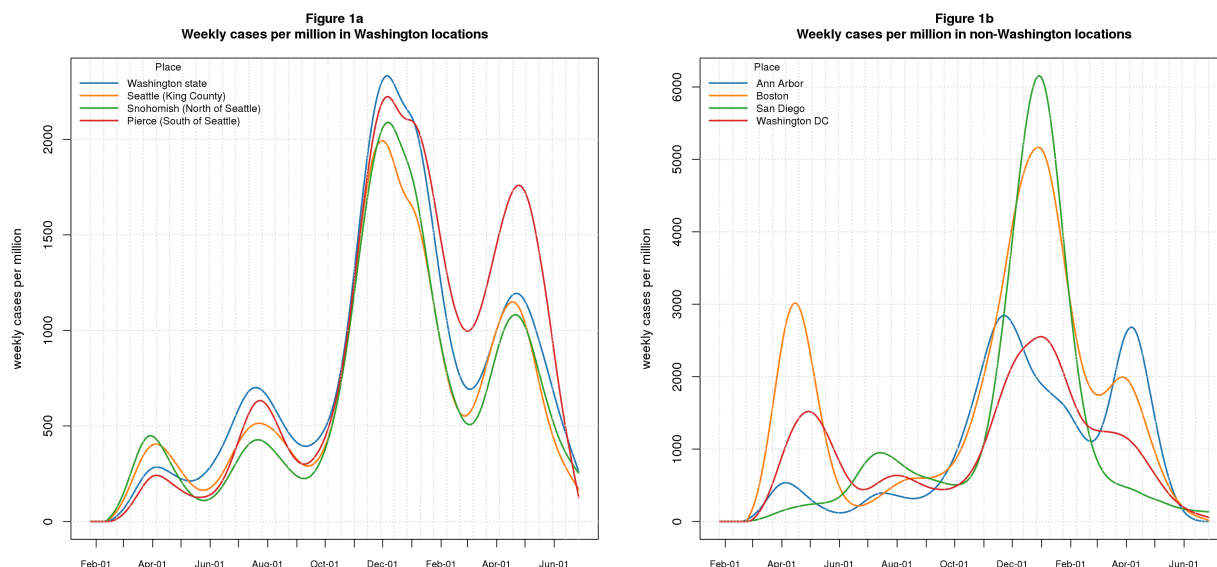 Figure 1a
Weekly cases per million in Washington locations
Place
Washington state
Seattle (King County)
Snohomish (North of Seattle)
Pierce (South of Seattle)
weekly cases per million
0
500
1000
1500
2000
Feb-01
Apr-01
Jun-01
Aug-01
Oct-01
Dec-01
Feb-01
Apr-01
Jun-01
Figure 1b
Weekly cases per million in non-Washington locations
Place
Ann Arbor
Boston
San Diego
Washington DC
weekly cases per million
0
1000
2000
3000
4000
5000
6000
Feb-01
Apr-01
Jun-01
Aug-01
Oct-01
Dec-01
Feb-01
Apr-01
Jun-01